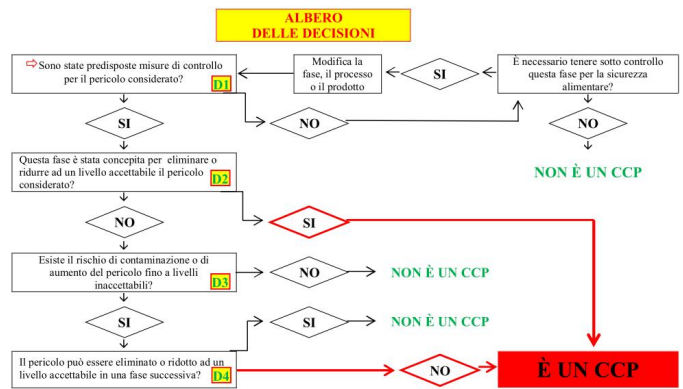 ALBERO
DELLE DECISIONI
⇨Sono state predisposte misure di controllo
per il pericolo considerato?
D1
Modifica la
fase, il processo
o il prodotto
SI
È necessario tenere sotto controllo
questa fase per la sicurezza
alimentare?
SI
NO
NO
NON È UN CCP
Questa fase è stata concepita per eliminare o
ridurre ad un livello accettabile il pericolo
considerato?
D2
NO
SI
Esiste il rischio di contaminazione o di
aumento del pericolo fino a livelli
inaccettabili?
D3
NO
NON È UN CCP
SI
SI
NON È UN CCP
Il pericolo può essere eliminato o ridotto ad un
livello accettabile in una fase successiva?
D4
NO
È UN CCP